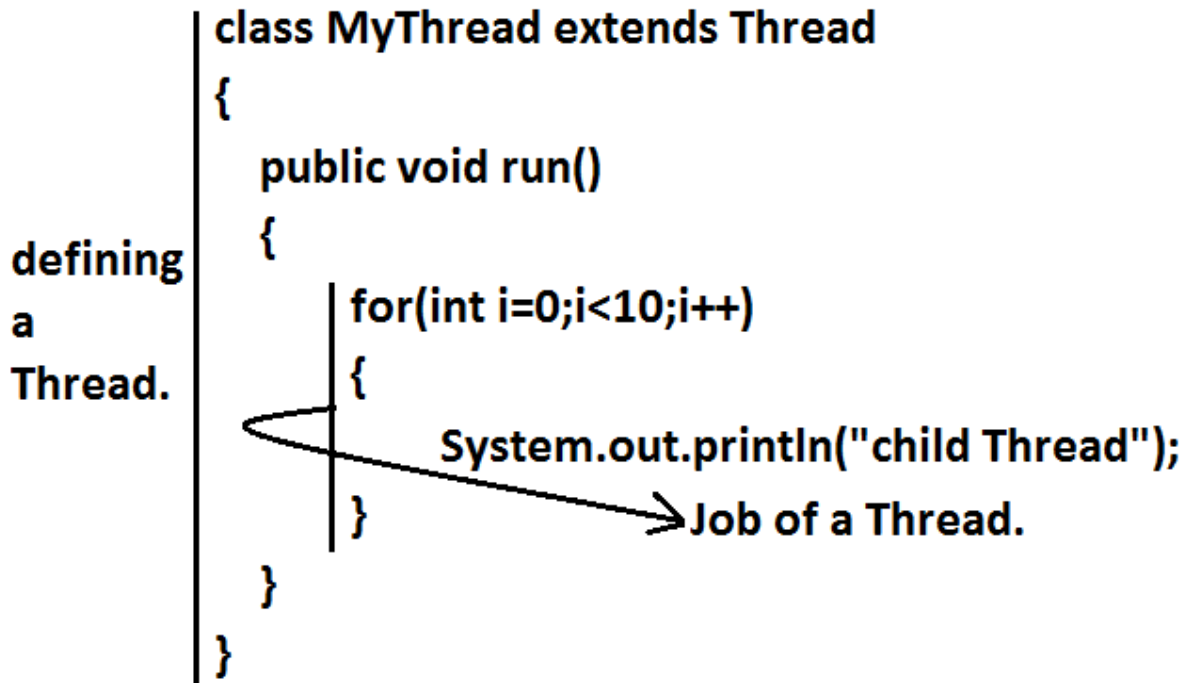 class MyThread extends Thread
{
public void run()
{
defining
a
Thread.
for(int i=0;i<10;i++)
{
System.out.println("child Thread");
}
Job of a Thread.
}
}